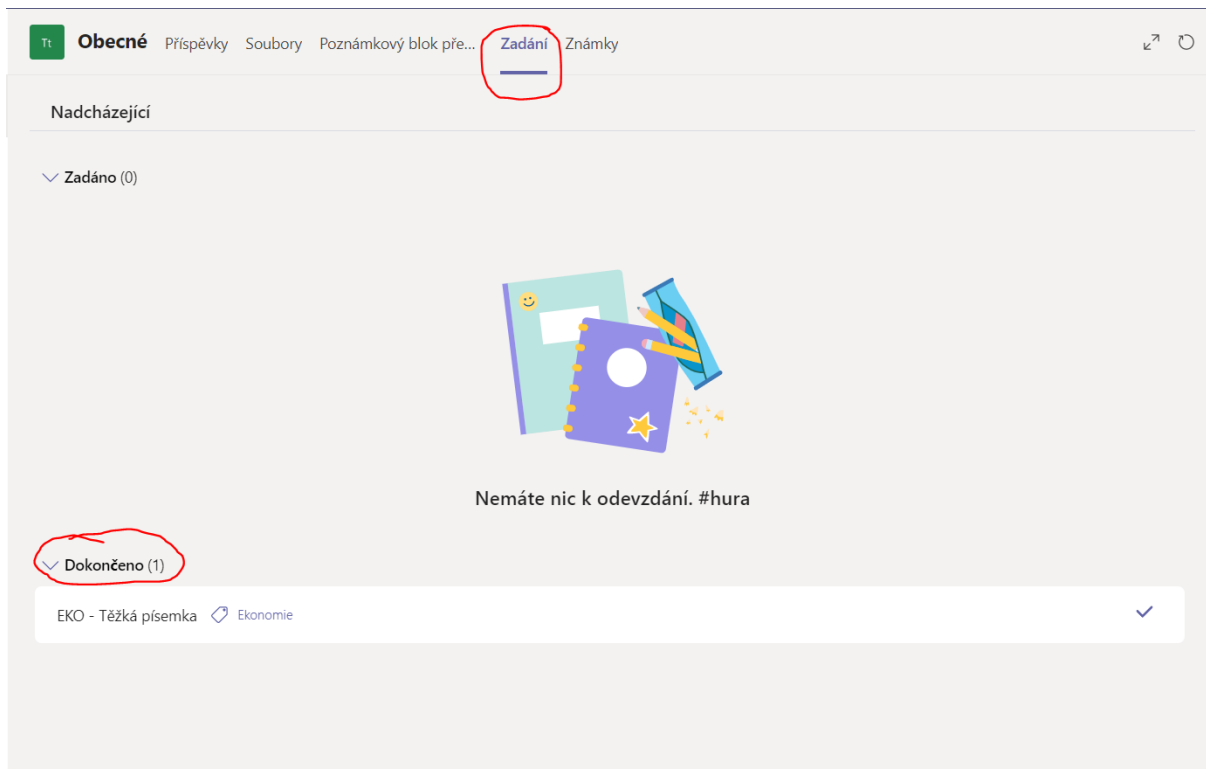 Tt Obecné Příspěvky Soubory Poznámkový blok pře... Zadání Známky
Nadcházející
Zadáno (0)
Nemáte nic k odevzdání. #hura
Dokončeno (1)
EKO - Těžká písemka Ekonomie